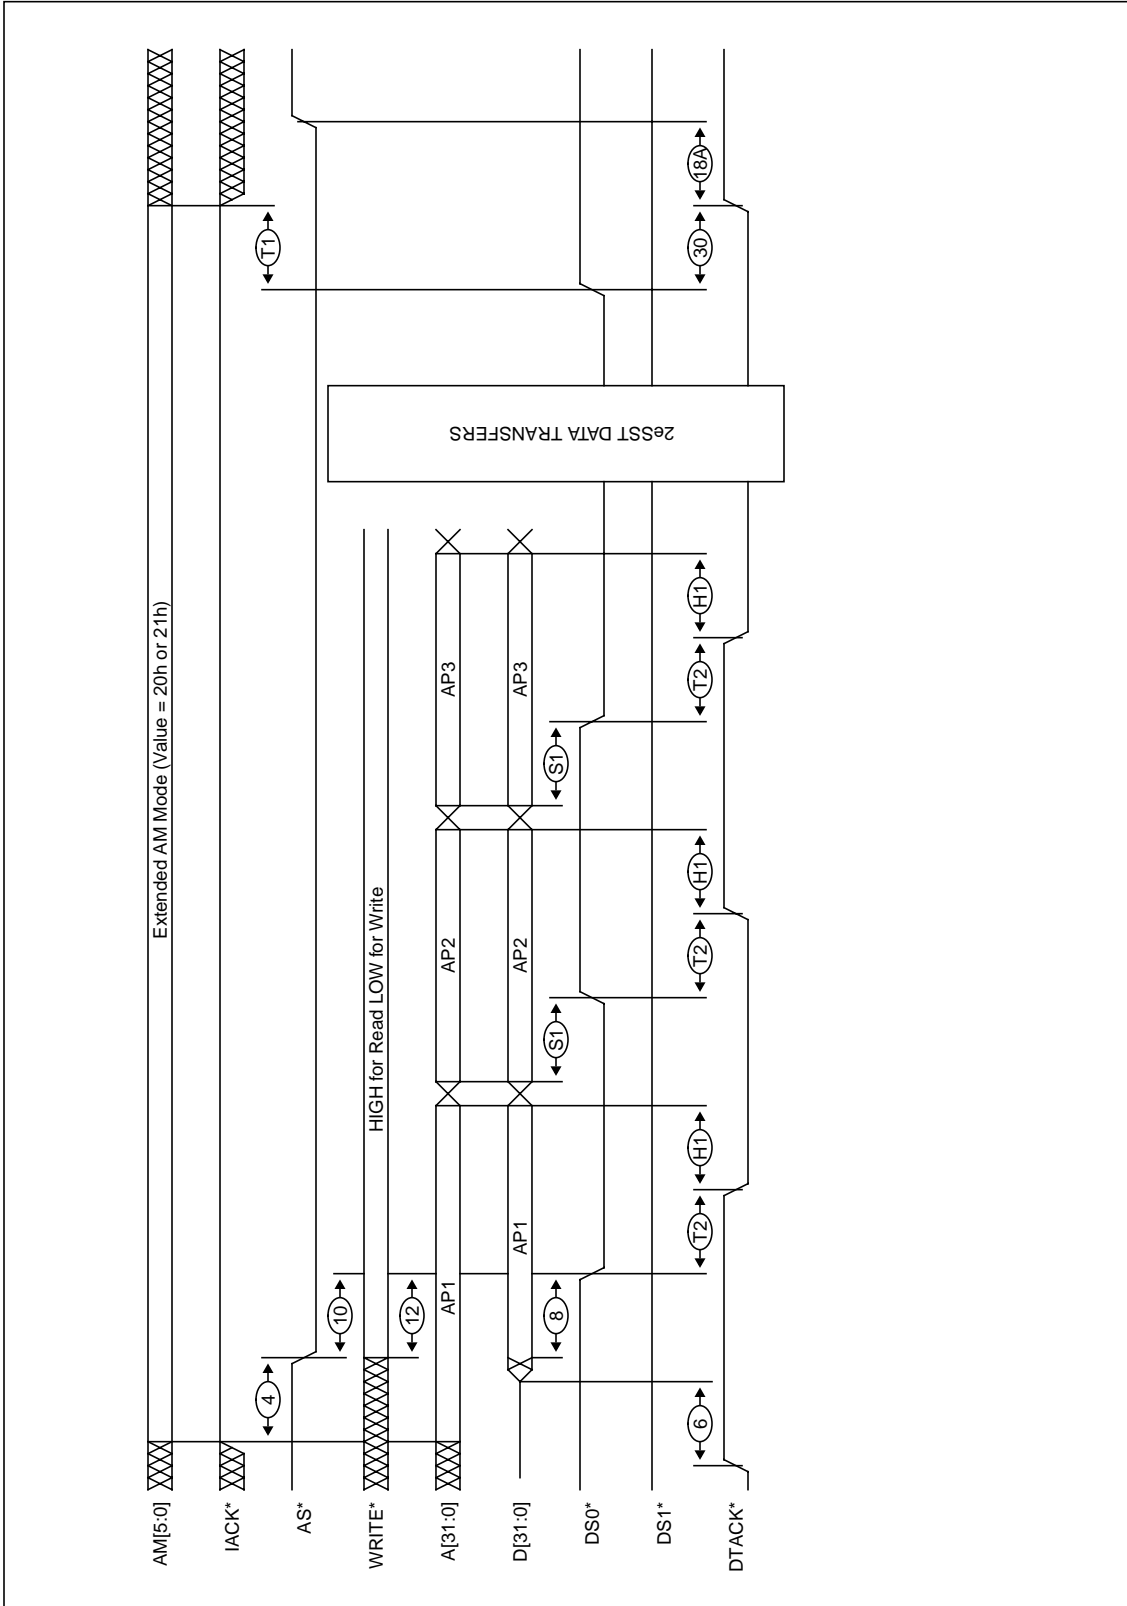 AM[5:0]
Extended AM Mode (Value = 20h or 21h)
IACK*
4
T1
AS*
10
WRITE*
HIGH for Read LOW for Write
12
A[31:0]
AP1
AP2
AP3
D[31:0]
AP1
AP2
AP3
8
S1
S1
DS0*
2eSST DATA TRANSFERS
DS1*
6
T2
H1
T2
H1
T2
H1
30
18A
DTACK*